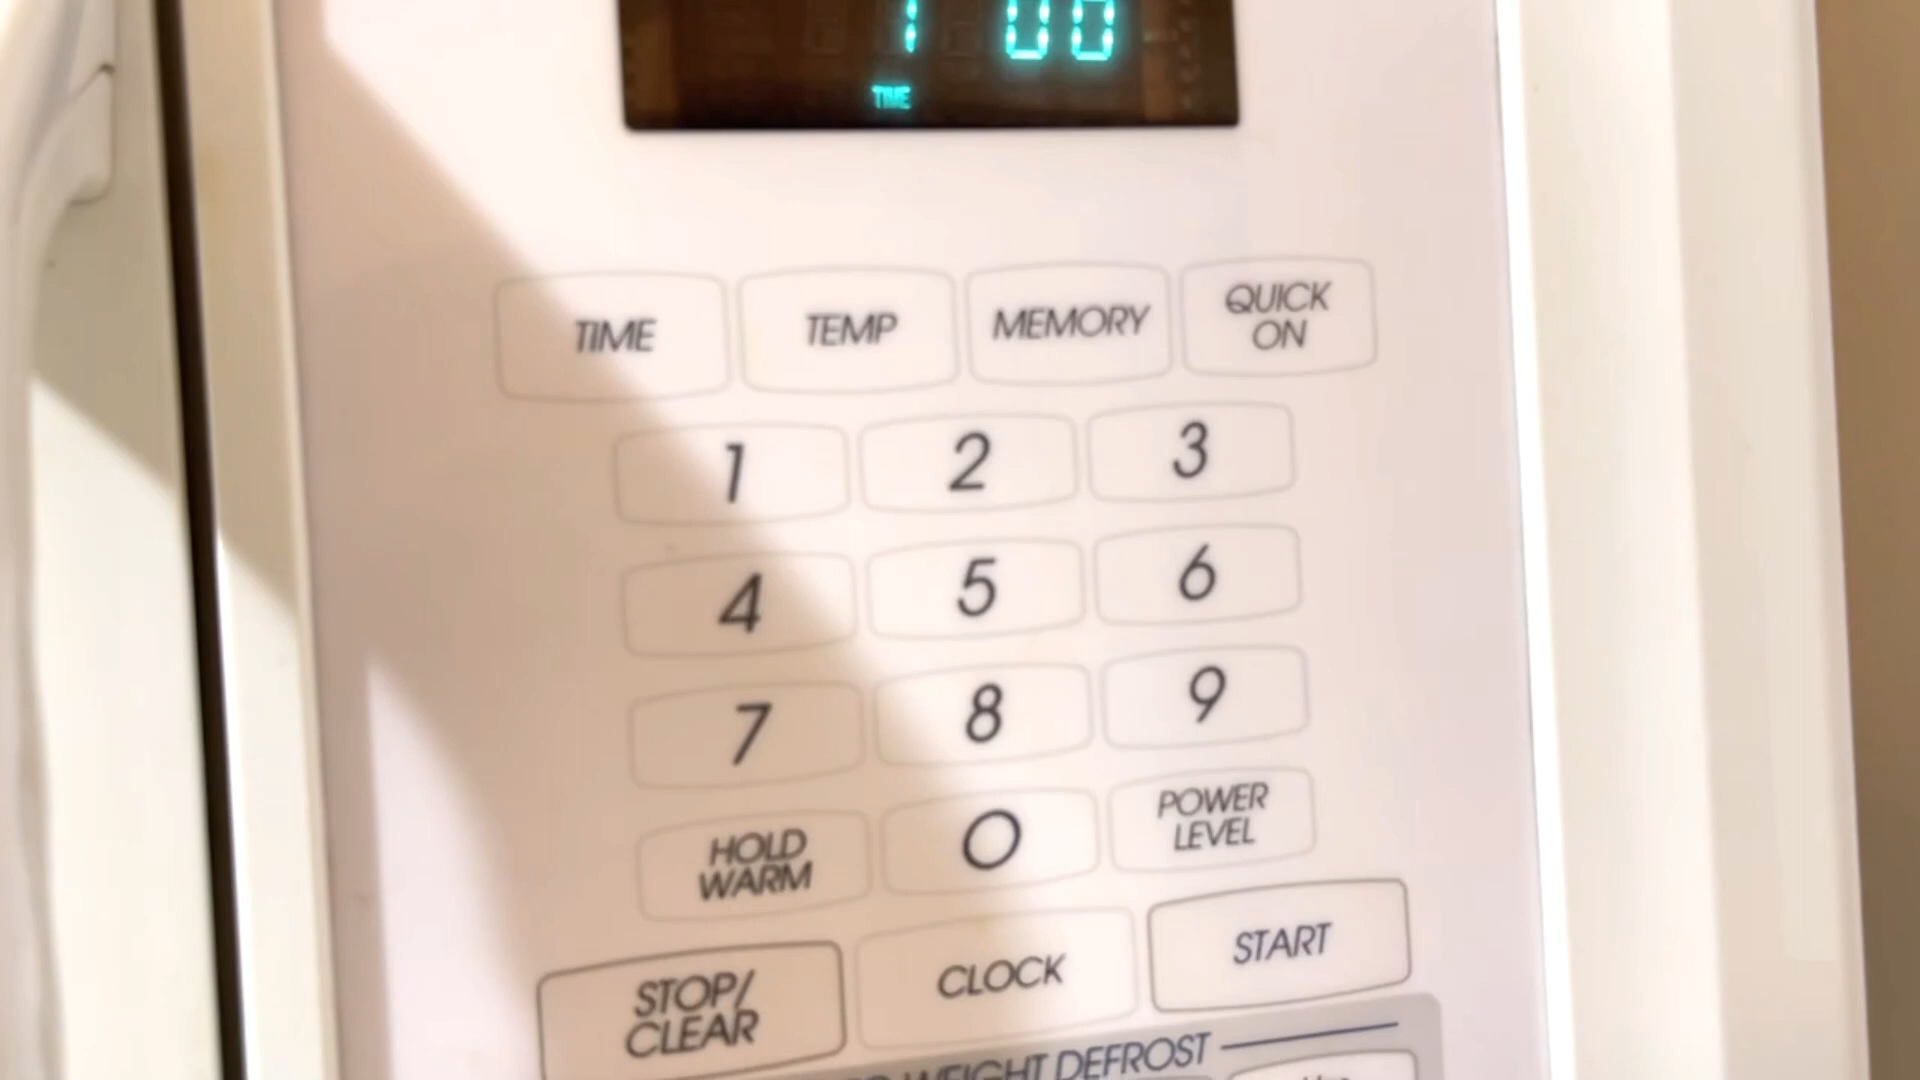 1 00
TIME
TIME TEMP MEMORY QUICK ON
1 2 3
4 5 6
7 8 9
HOLD WARM 0 POWER LEVEL
STOP/CLEAR CLOCK START
WEIGHT DEFROST